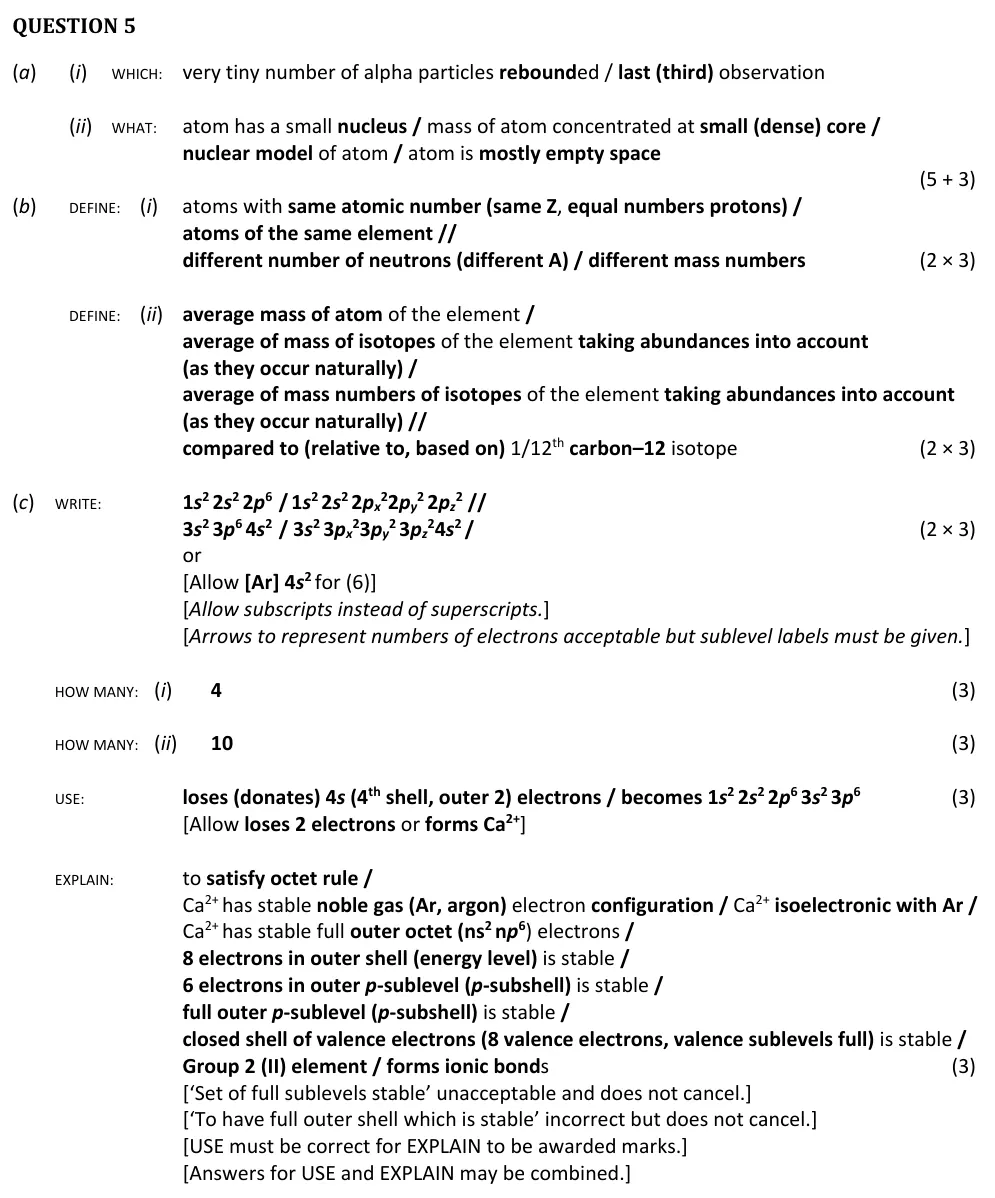 QUESTION 5
(a) (i) WHICH: very tiny number of alpha particles rebounded / last (third) observation
(ii) WHAT: atom has a small nucleus / mass of atom concentrated at small (dense) core /
nuclear model of atom / atom is mostly empty space
(5 + 3)
(b) DEFINE: (i) atoms with same atomic number (same Z, equal numbers protons) /
atoms of the same element //
different number of neutrons (different A) / different mass numbers (2 × 3)
DEFINE: (ii) average mass of atom of the element /
average of mass of isotopes of the element taking abundances into account
(as they occur naturally) /
average of mass numbers of isotopes of the element taking abundances into account
(as they occur naturally) //
compared to (relative to, based on) 1/12ᵗʰ carbon–12 isotope (2 × 3)
(c) WRITE: 1s² 2s² 2p⁶ / 1s² 2s² 2pₓ² 2p_y² 2p_z² //
3s² 3p⁶ 4s² / 3s² 3pₓ² 3p_y² 3p_z² 4s² / (2 × 3)
or
[Allow [Ar] 4s² for (6)]
[Allow subscripts instead of superscripts.]
[Arrows to represent numbers of electrons acceptable but sublevel labels must be given.]
HOW MANY: (i) 4 (3)
HOW MANY: (ii) 10 (3)
USE: loses (donates) 4s (4ᵗʰ shell, outer 2) electrons / becomes 1s² 2s² 2p⁶ 3s² 3p⁶ (3)
[Allow loses 2 electrons or forms Ca²⁺]
EXPLAIN: to satisfy octet rule /
Ca²⁺ has stable noble gas (Ar, argon) electron configuration / Ca²⁺ isoelectronic with Ar /
Ca²⁺ has stable full outer octet (ns² np⁶) electrons /
8 electrons in outer shell (energy level) is stable /
6 electrons in outer p-sublevel (p-subshell) is stable /
full outer p-sublevel (p-subshell) is stable /
closed shell of valence electrons (8 valence electrons, valence sublevels full) is stable /
Group 2 (II) element / forms ionic bonds (3)
[‘Set of full sublevels stable’ unacceptable and does not cancel.]
[‘To have full outer shell which is stable’ incorrect but does not cancel.]
[USE must be correct for EXPLAIN to be awarded marks.]
[Answers for USE and EXPLAIN may be combined.]